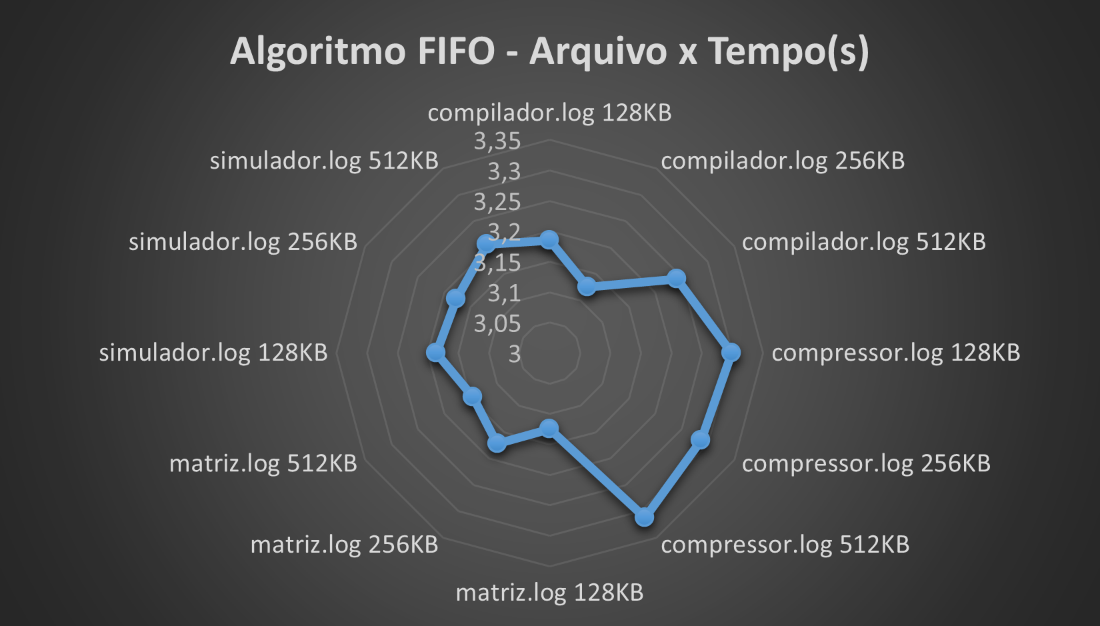 Algoritmo FIFO - Arquivo x Tempo(s)
compilador.log 128KB
compilador.log 256KB
compilador.log 512KB
compressor.log 128KB
compressor.log 256KB
compressor.log 512KB
matriz.log 128KB
matriz.log 256KB
matriz.log 512KB
simulador.log 128KB
simulador.log 256KB
simulador.log 512KB
3,35
3,3
3,25
3,2
3,15
3,1
3,05
3